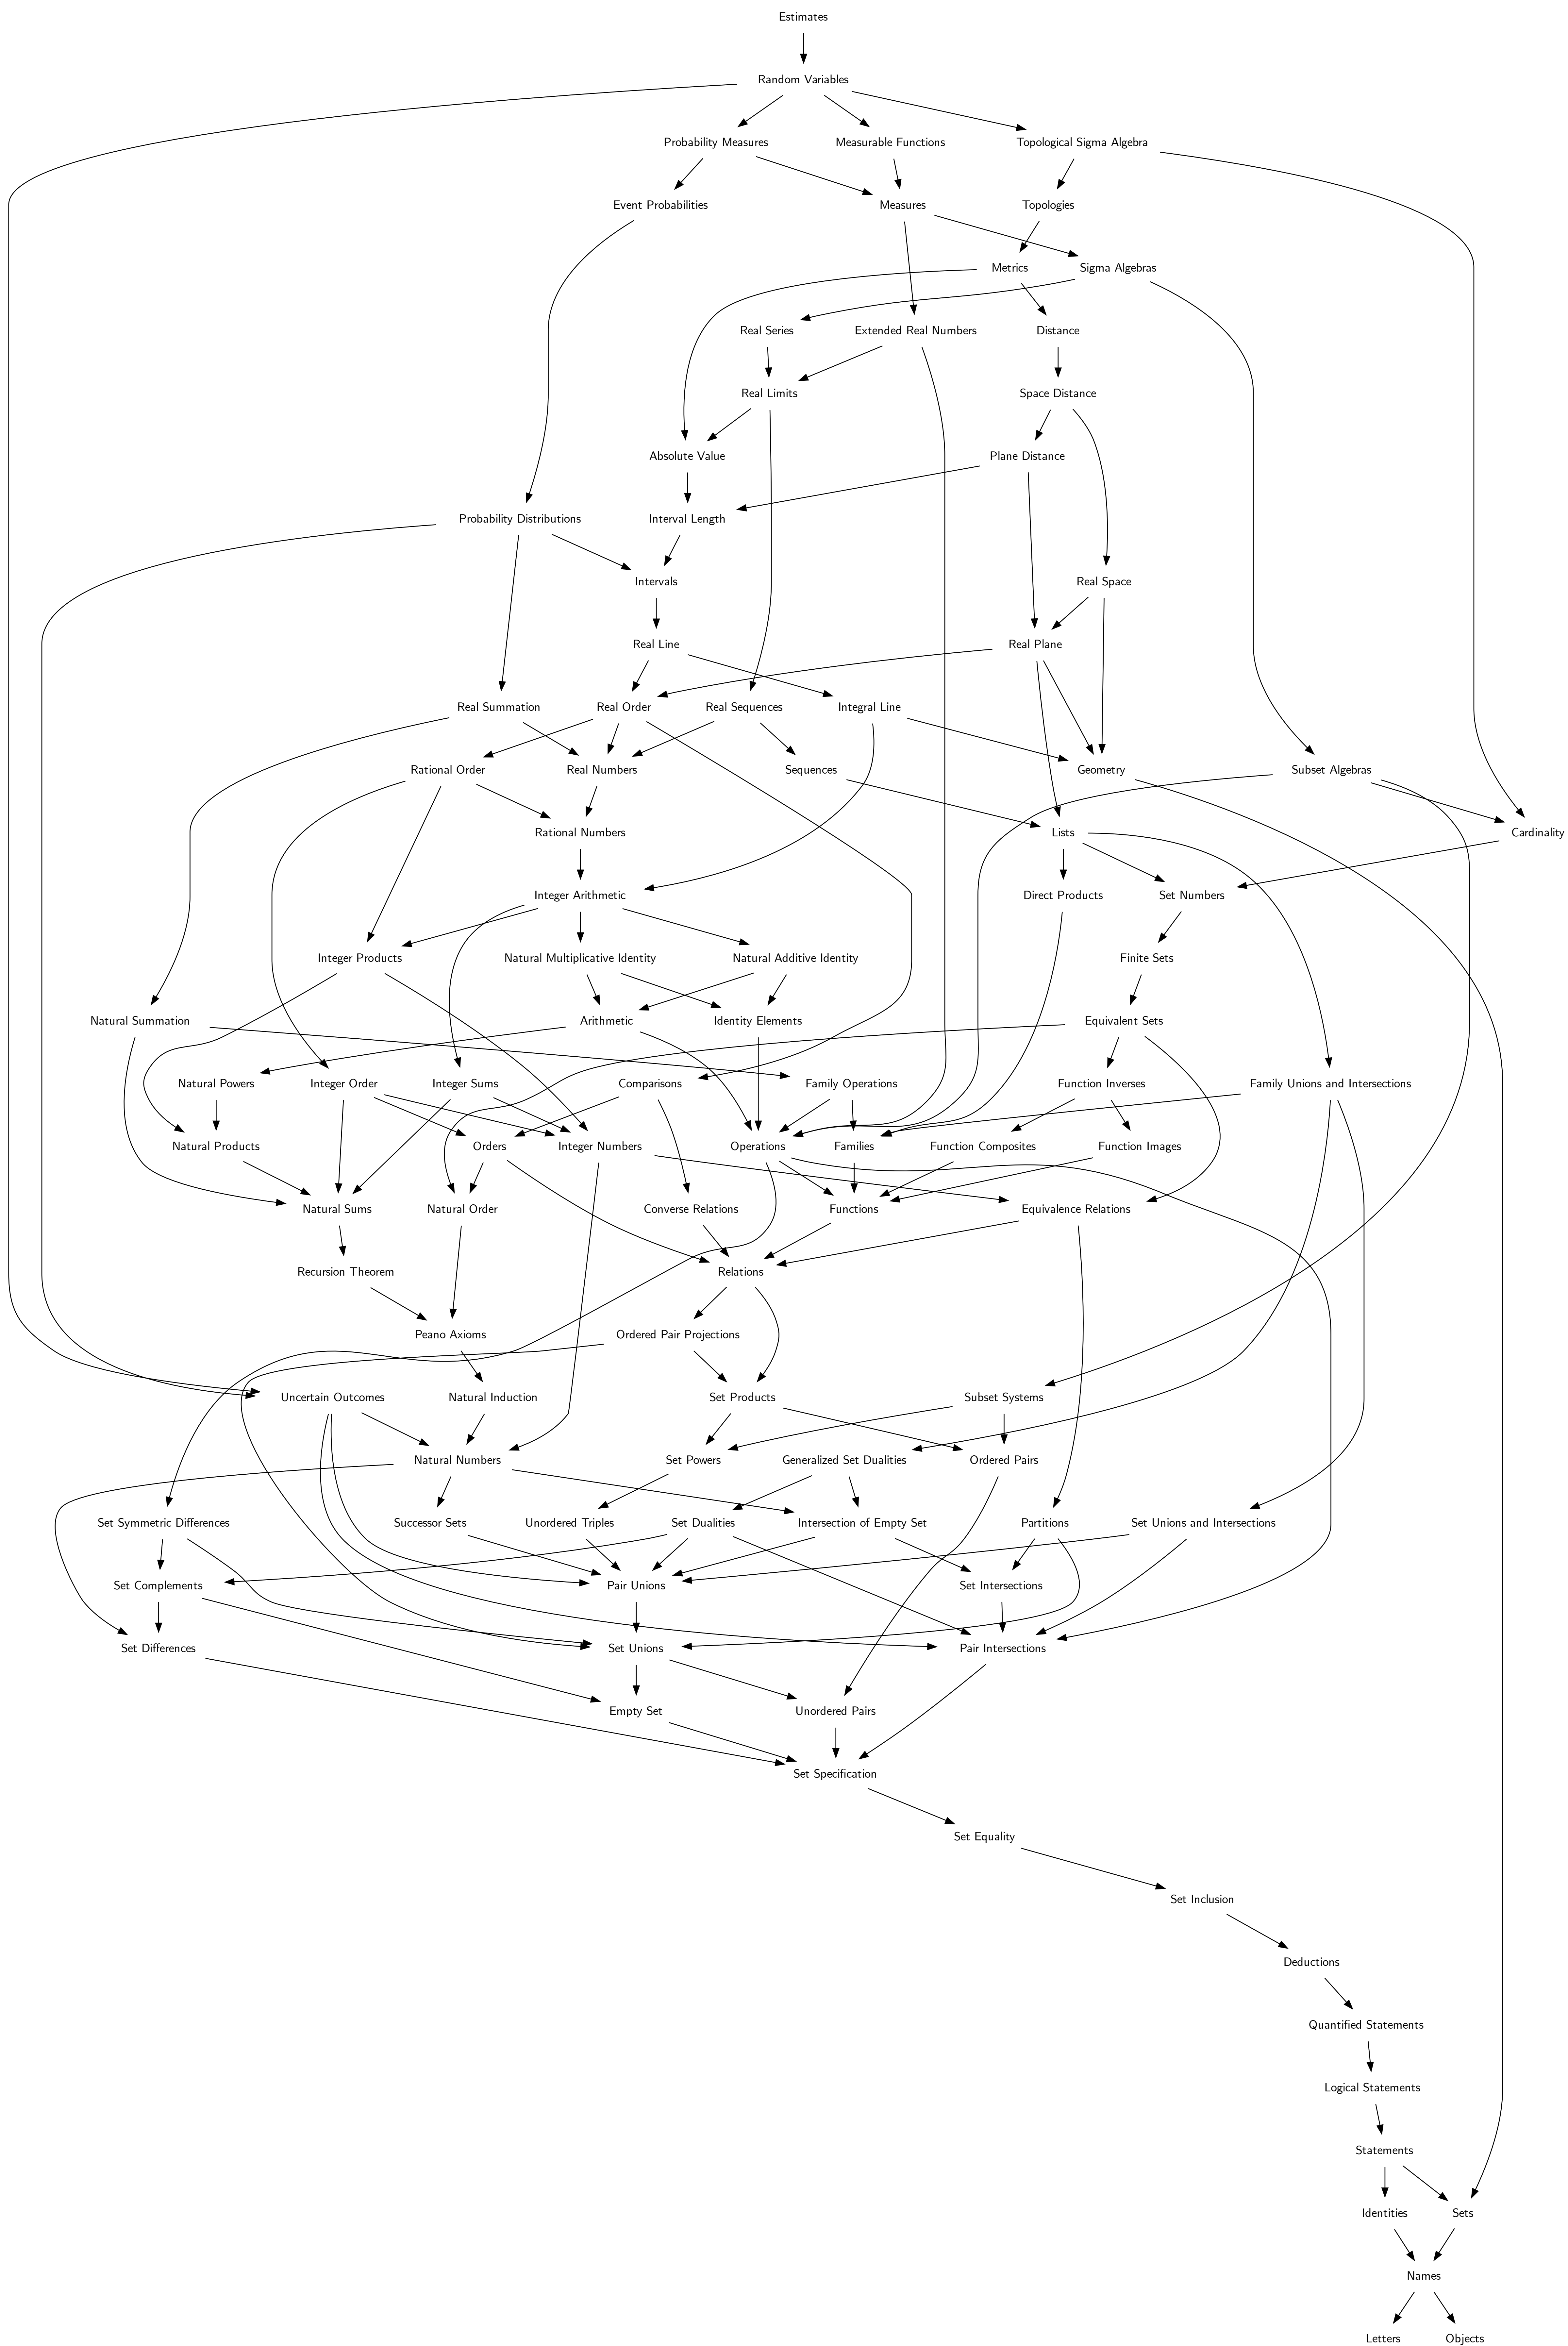 Estimates
Random Variables
Probability Measures
Measurable Functions
Topological Sigma Algebra
Event Probabilities
Measures
Topologies
Metrics
Sigma Algebras
Real Series
Extended Real Numbers
Distance
Real Limits
Space Distance
Absolute Value
Plane Distance
Probability Distributions
Interval Length
Intervals
Real Space
Real Line
Real Plane
Real Summation
Real Order
Real Sequences
Integral Line
Rational Order
Real Numbers
Sequences
Geometry
Subset Algebras
Rational Numbers
Lists
Cardinality
Integer Arithmetic
Direct Products
Set Numbers
Integer Products
Natural Multiplicative Identity
Natural Additive Identity
Finite Sets
Natural Summation
Arithmetic
Identity Elements
Equivalent Sets
Natural Powers
Integer Order
Integer Sums
Comparisons
Family Operations
Function Inverses
Family Unions and Intersections
Natural Products
Orders
Integer Numbers
Operations
Families
Function Composites
Function Images
Natural Sums
Natural Order
Converse Relations
Functions
Equivalence Relations
Recursion Theorem
Relations
Peano Axioms
Ordered Pair Projections
Uncertain Outcomes
Natural Induction
Set Products
Subset Systems
Natural Numbers
Set Powers
Generalized Set Dualities
Ordered Pairs
Set Symmetric Differences
Successor Sets
Unordered Triples
Set Dualities
Intersection of Empty Set
Partitions
Set Unions and Intersections
Set Complements
Pair Unions
Set Intersections
Set Differences
Set Unions
Pair Intersections
Empty Set
Unordered Pairs
Set Specification
Set Equality
Set Inclusion
Deductions
Quantified Statements
Logical Statements
Statements
Identities
Sets
Names
Letters
Objects